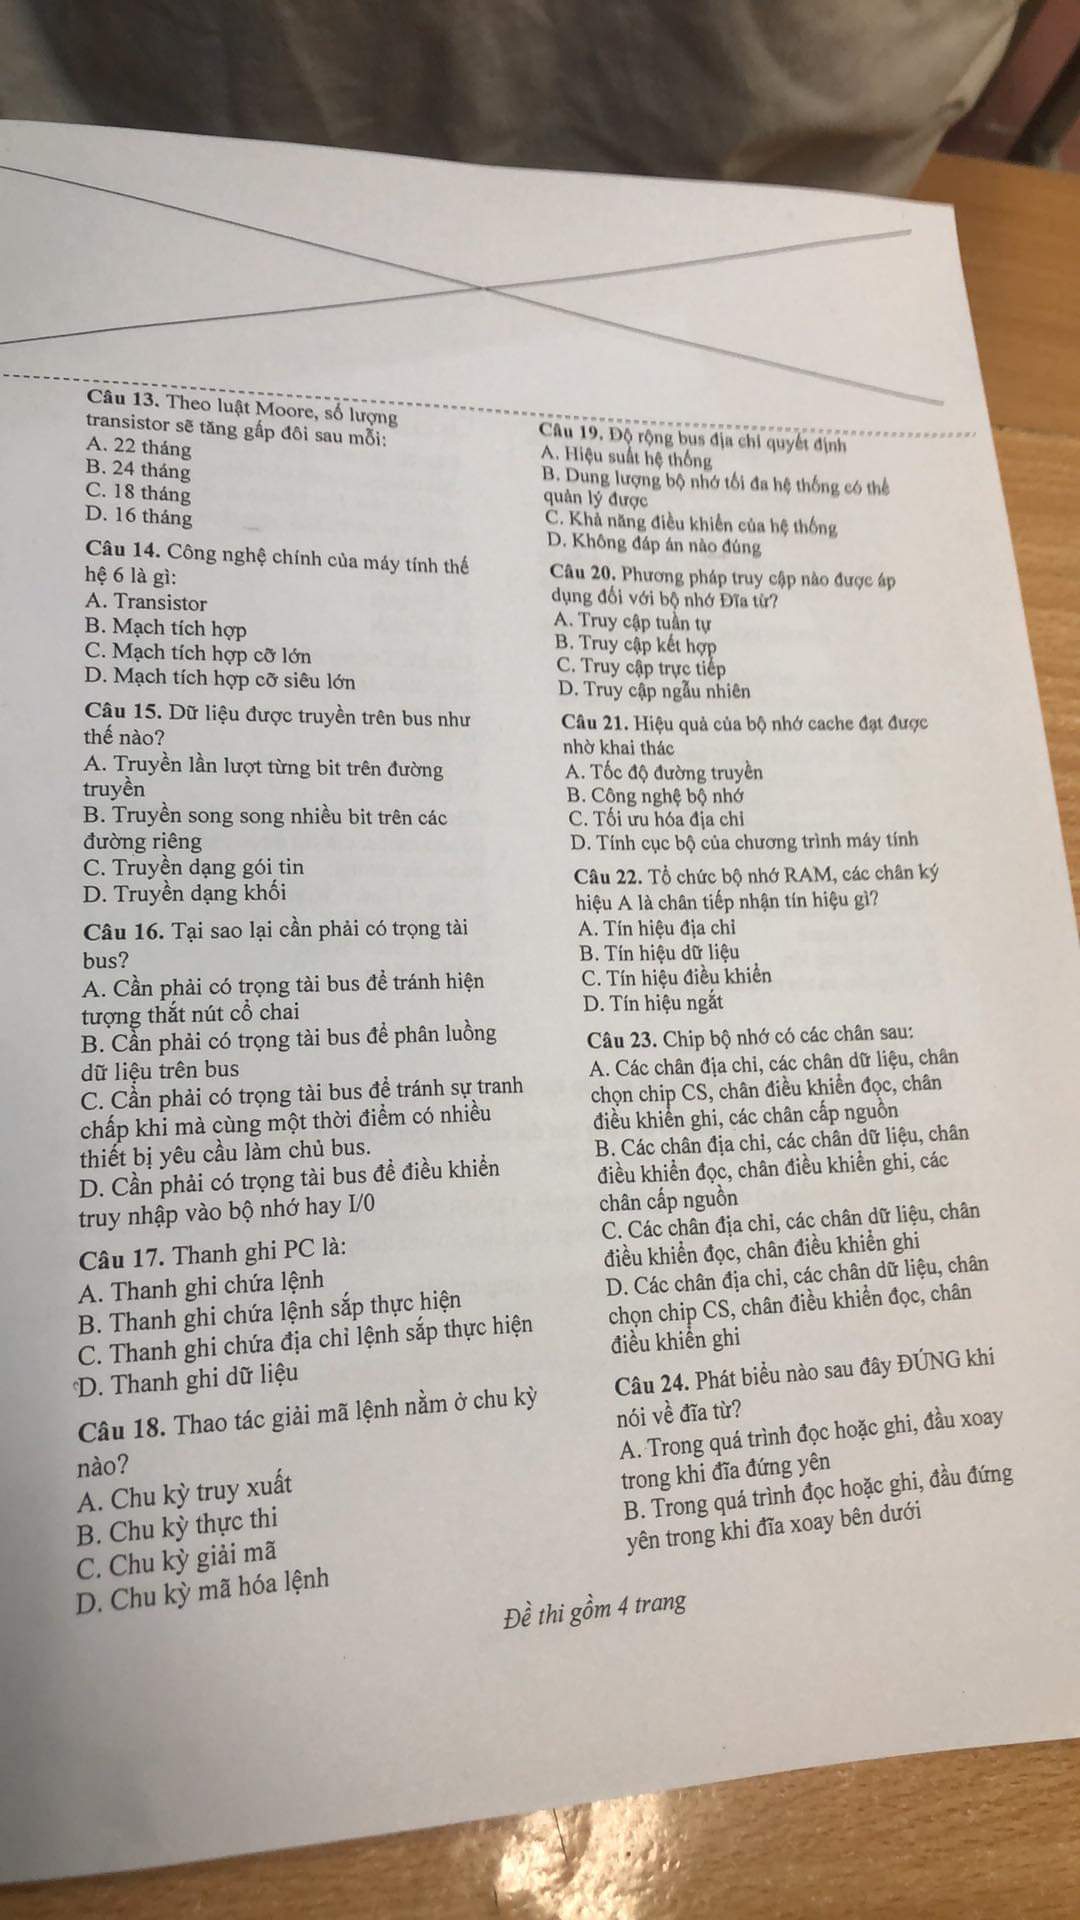 Câu 13. Theo luật Moore, số lượng
transistor sẽ tăng gấp đôi sau mỗi:
A. 22 tháng
B. 24 tháng
C. 18 tháng
D. 16 tháng
Câu 14. Công nghệ chính của máy tính thế
hệ 6 là gì:
A. Transistor
B. Mạch tích hợp
C. Mạch tích hợp cỡ lớn
D. Mạch tích hợp cỡ siêu lớn
Câu 15. Dữ liệu được truyền trên bus như
thế nào?
A. Truyền lần lượt từng bit trên đường
truyền
B. Truyền song song nhiều bit trên các
đường riêng
C. Truyền dạng gói tin
D. Truyền dạng khối
Câu 16. Tại sao lại cần phải có trọng tài
bus?
A. Cần phải có trọng tài bus để tránh hiện
tượng thắt nút cổ chai
B. Cần phải có trọng tài bus để phân luồng
dữ liệu trên bus
C. Cần phải có trọng tài bus để tránh sự tranh
chấp khi mà cùng một thời điểm có nhiều
thiết bị yêu cầu làm chủ bus.
D. Cần phải có trọng tài bus để điều khiển
truy nhập vào bộ nhớ hay I/0
Câu 17. Thanh ghi PC là:
A. Thanh ghi chứa lệnh
B. Thanh ghi chứa lệnh sắp thực hiện
C. Thanh ghi chứa địa chỉ lệnh sắp thực hiện
D. Thanh ghi dữ liệu
Câu 18. Thao tác giải mã lệnh nằm ở chu kỳ
nào?
A. Chu kỳ truy xuất
B. Chu kỳ thực thi
C. Chu kỳ giải mã
D. Chu kỳ mã hóa lệnh
Câu 19. Độ rộng bus địa chỉ quyết định
A. Hiệu suất hệ thống
B. Dung lượng bộ nhớ tối đa hệ thống có thể
quản lý được
C. Khả năng điều khiển của hệ thống
D. Không đáp án nào đúng
Câu 20. Phương pháp truy cập nào được áp
dụng đối với bộ nhớ Đĩa từ?
A. Truy cập tuần tự
B. Truy cập kết hợp
C. Truy cập trực tiếp
D. Truy cập ngẫu nhiên
Câu 21. Hiệu quả của bộ nhớ cache đạt được
nhờ khai thác
A. Tốc độ đường truyền
B. Công nghệ bộ nhớ
C. Tối ưu hóa địa chỉ
D. Tính cục bộ của chương trình máy tính
Câu 22. Tổ chức bộ nhớ RAM, các chân ký
hiệu A là chân tiếp nhận tín hiệu gì?
A. Tín hiệu địa chỉ
B. Tín hiệu dữ liệu
C. Tín hiệu điều khiển
D. Tín hiệu ngắt
Câu 23. Chip bộ nhớ có các chân sau:
A. Các chân địa chỉ, các chân dữ liệu, chân
chọn chip CS, chân điều khiển đọc, chân
điều khiển ghi, các chân cấp nguồn
B. Các chân địa chỉ, các chân dữ liệu, chân
điều khiển đọc, chân điều khiển ghi, các
chân cấp nguồn
C. Các chân địa chỉ, các chân dữ liệu, chân
điều khiển đọc, chân điều khiển ghi
D. Các chân địa chỉ, các chân dữ liệu, chân
chọn chip CS, chân điều khiển đọc, chân
điều khiển ghi
Câu 24. Phát biểu nào sau đây ĐÚNG khi
nói về đĩa từ?
A. Trong quá trình đọc hoặc ghi, đầu xoay
trong khi đĩa đứng yên
B. Trong quá trình đọc hoặc ghi, đầu đứng
yên trong khi đĩa xoay bên dưới
Đề thi gồm 4 trang